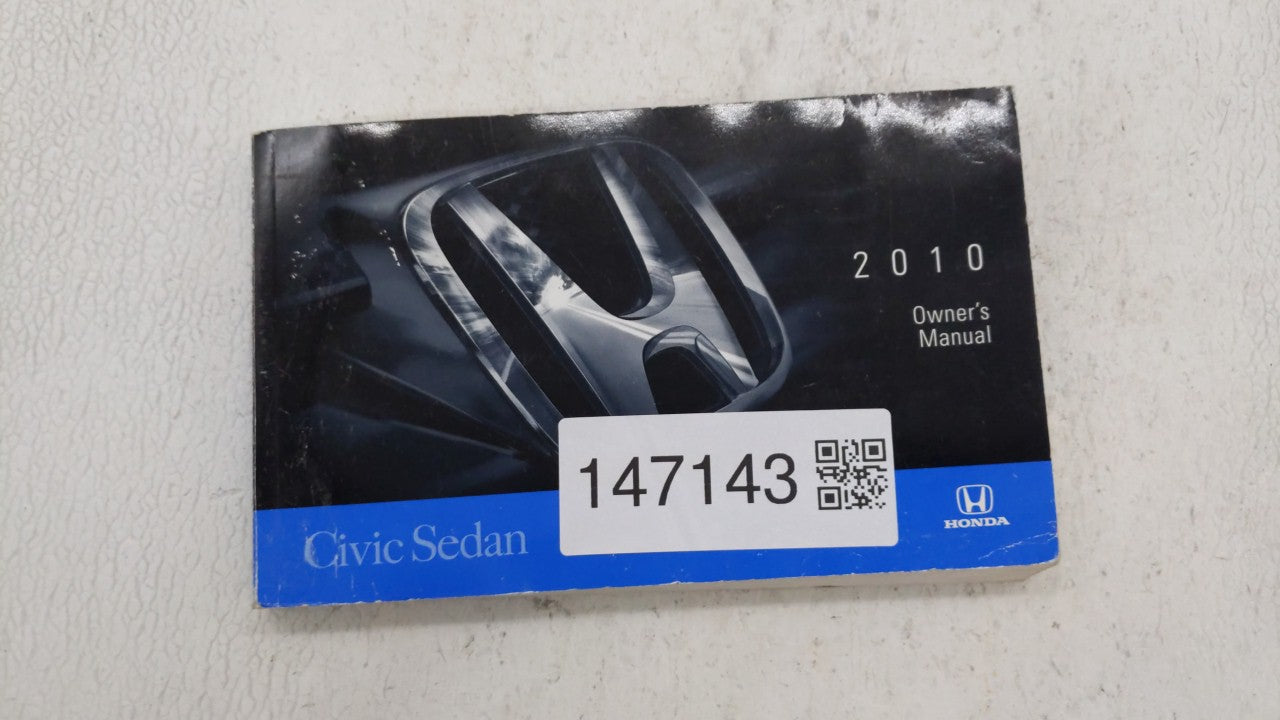 2010
Owner's
Manual
147143
Civic Sedan
HONDA